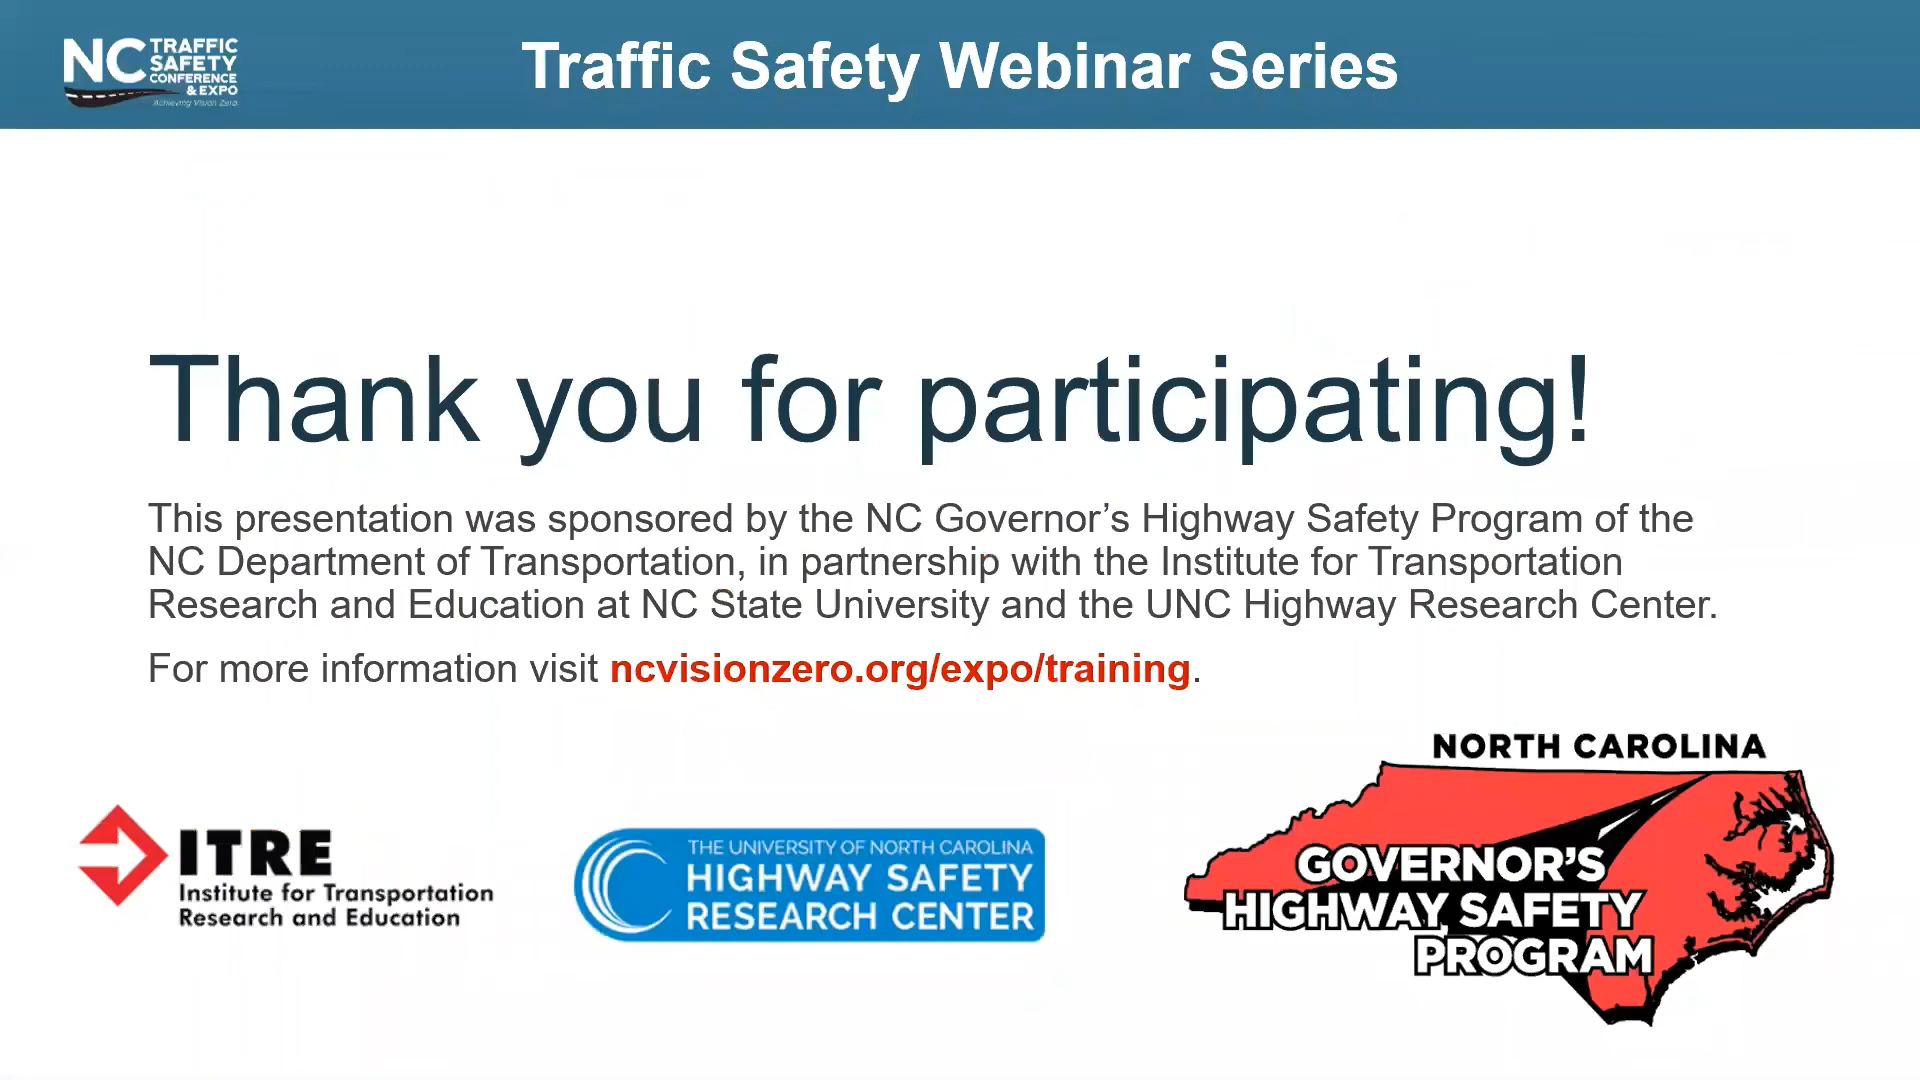 NC TRAFFIC
SAFETY
CONFERENCE
& EXPO
Achieving Vision Zero
Traffic Safety Webinar Series
Thank you for participating!
This presentation was sponsored by the NC Governor’s Highway Safety Program of the
NC Department of Transportation, in partnership with the Institute for Transportation
Research and Education at NC State University and the UNC Highway Research Center.
For more information visit ncvisionzero.org/expo/training.
ITRE
Institute for Transportation
Research and Education
THE UNIVERSITY OF NORTH CAROLINA
HIGHWAY SAFETY
RESEARCH CENTER
NORTH CAROLINA
GOVERNOR’S
HIGHWAY SAFETY
PROGRAM